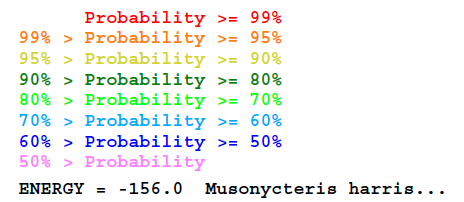 Probability >= 99%
99% > Probability >= 95%
95% > Probability >= 90%
90% > Probability >= 80%
80% > Probability >= 70%
70% > Probability >= 60%
60% > Probability >= 50%
50% > Probability
ENERGY = -156.0  Musonycteris harris...